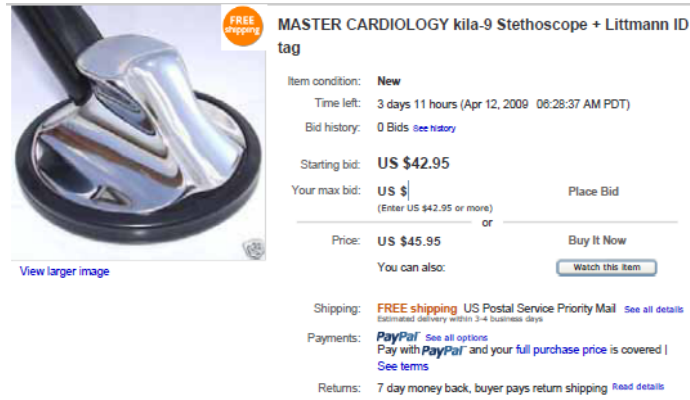 FREE
shipping
MASTER CARDIOLOGY kila-9 Stethoscope + Littmann ID
tag
Item condition: New
Time left: 3 days 11 hours (Apr 12, 2009 06:28:37 AM PDT)
Bid history: 0 Bids See history
Starting bid: US $42.95
Your max bid: US $ Place Bid
(Enter US $42.95 or more)
or
Price: US $45.95 Buy It Now
You can also: Watch this item
View larger image
Shipping: FREE shipping US Postal Service Priority Mail See all details
Estimated delivery within 3-4 business days
Payments: PayPal See all options
Pay with PayPal and your full purchase price is covered |
See terms
Returns: 7 day money back, buyer pays return shipping Read details